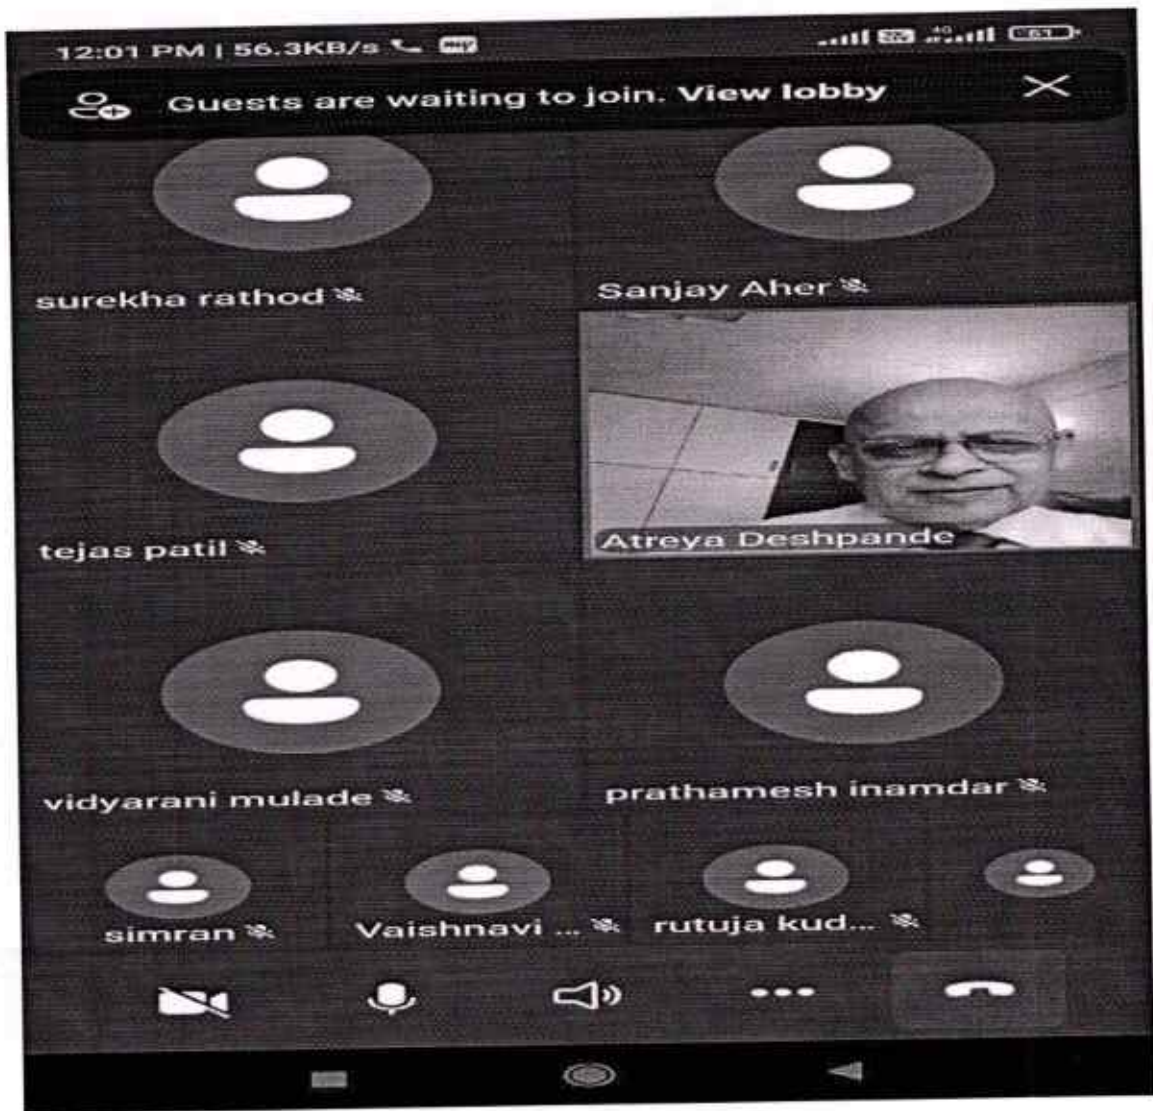 12:01 PM | 56.3KB/s
Guests are waiting to join. View lobby
surekha rathod
Sanjay Aher
tejas patil
Atreya Deshpande
vidyarani mulade
prathamesh inamdar
simran
Vaishnavi ...
rutuja kud...